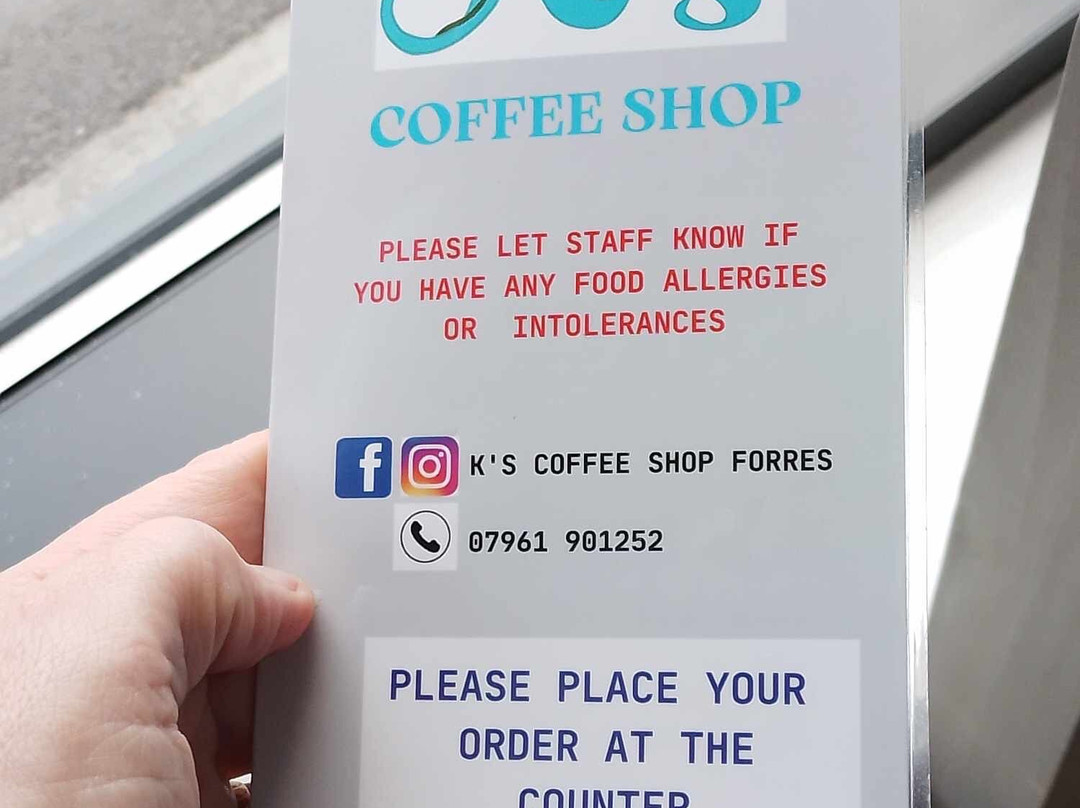 COFFEE SHOP
PLEASE LET STAFF KNOW IF
YOU HAVE ANY FOOD ALLERGIES
OR INTOLERANCES
K'S COFFEE SHOP FORRES
07961 901252
PLEASE PLACE YOUR
ORDER AT THE
COUNTER